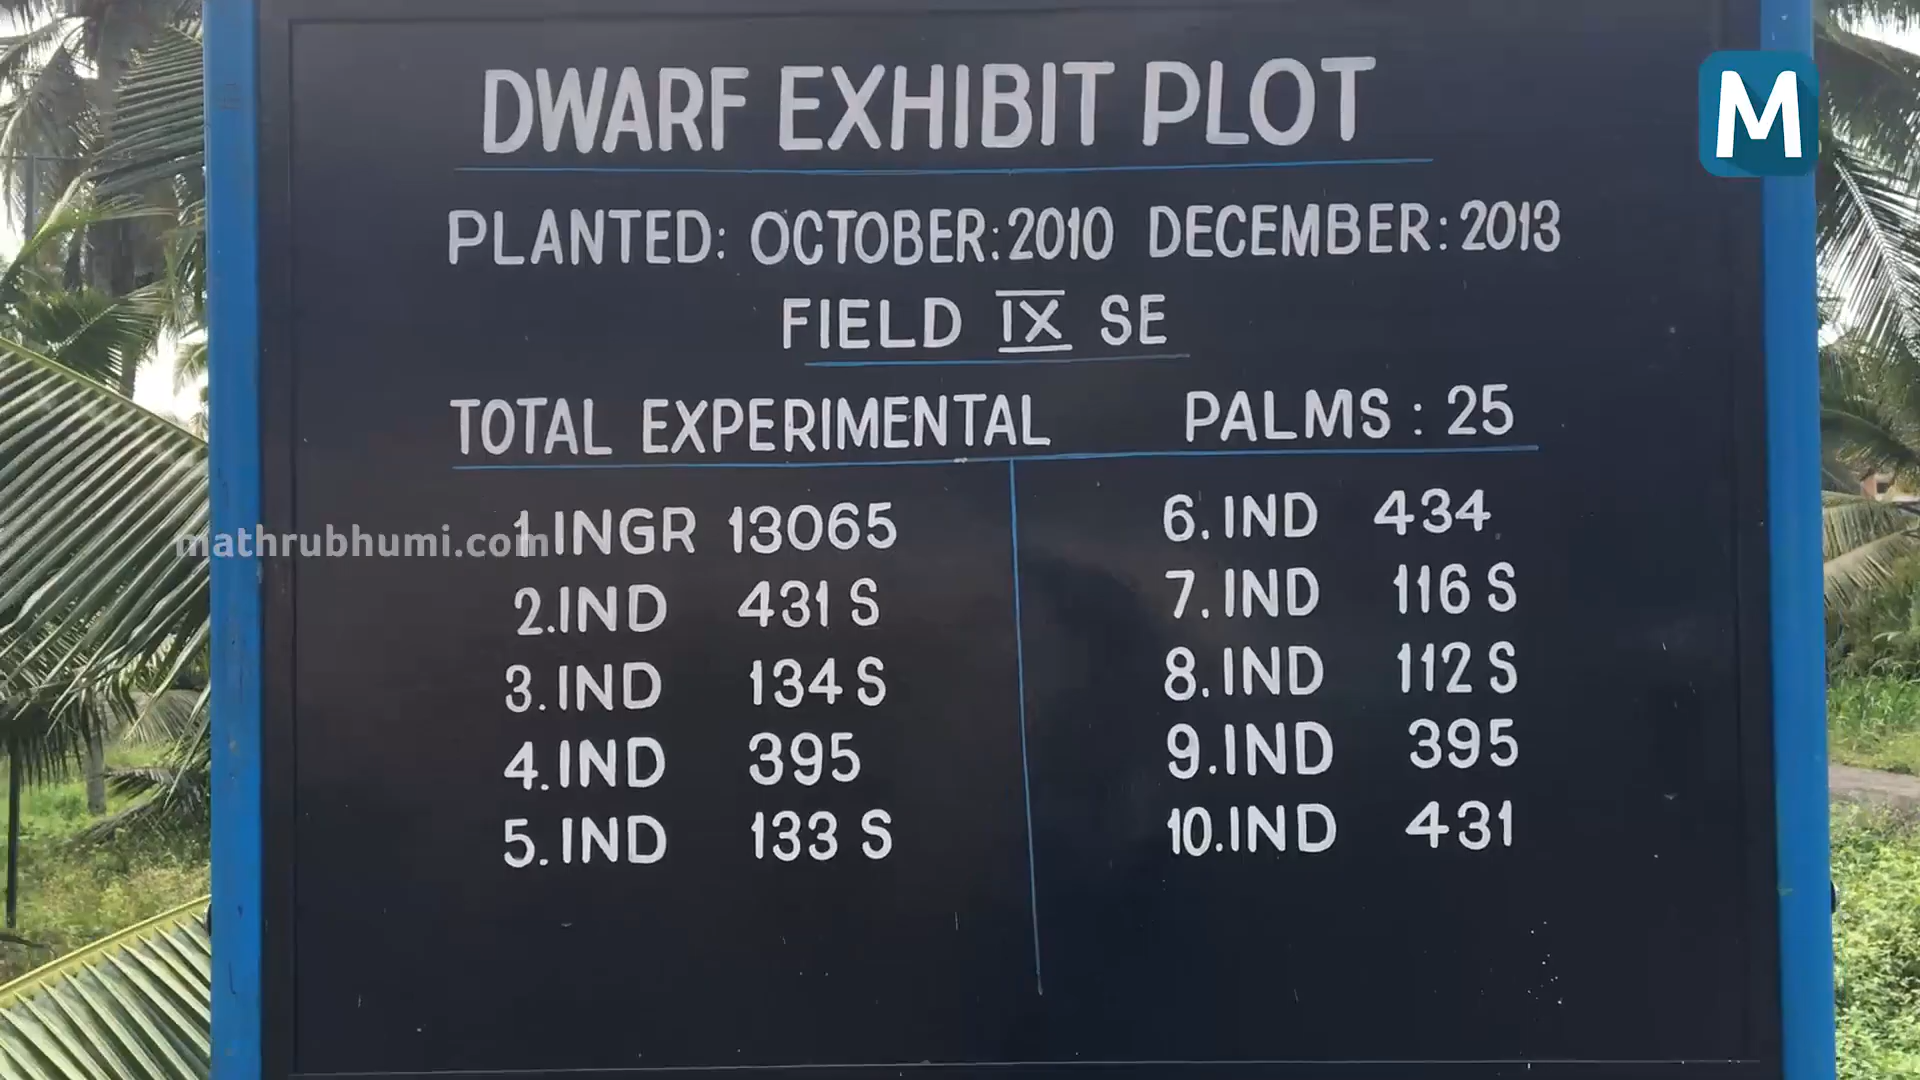 DWARF EXHIBIT PLOT
PLANTED: OCTOBER:2010 DECEMBER:2013
FIELD IX SE
TOTAL EXPERIMENTAL PALMS : 25
1.INGR 13065
2.IND 431 S
3.IND 134 S
4.IND 395
5.IND 133 S
6.IND 434
7.IND 116 S
8.IND 112 S
9.IND 395
10.IND 431
M
mathrubhumi.com